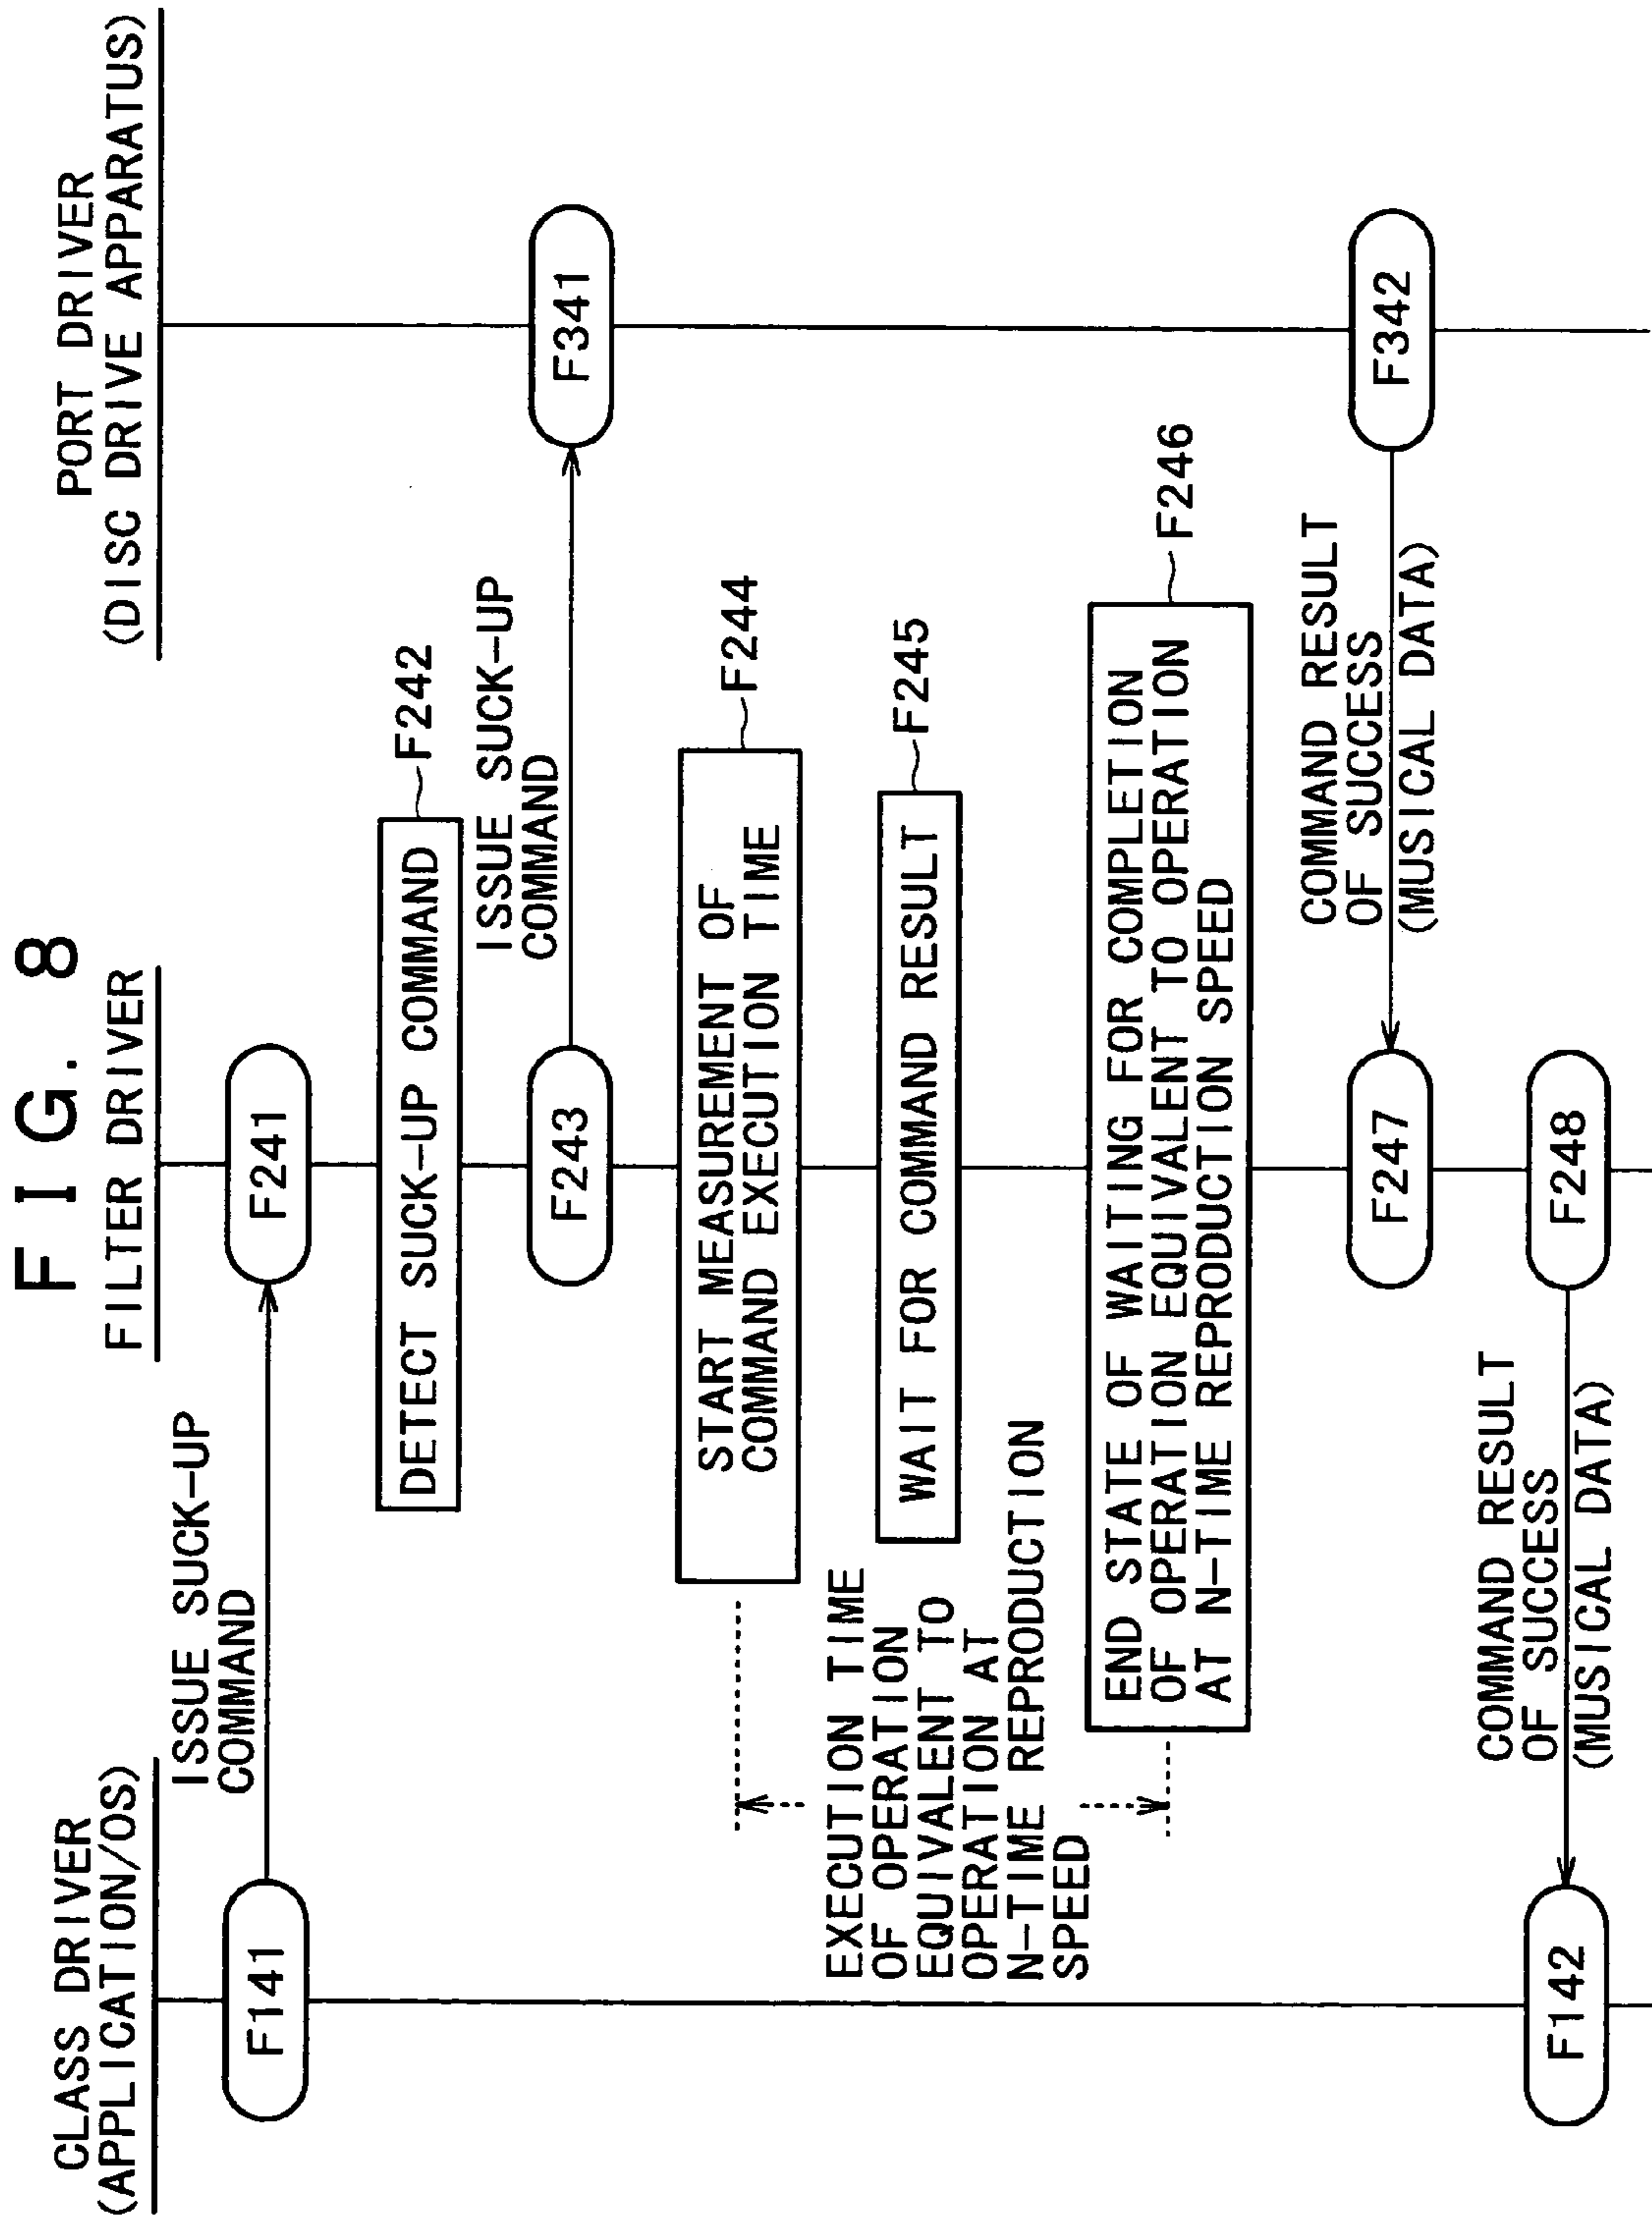 FIG. 8
CLASS DRIVER
(APPLICATION/OS)
FILTER DRIVER
PORT DRIVER
(DISC DRIVE APPARATUS)
F141
ISSUE SUCK-UP
COMMAND
F241
DETECT SUCK-UP COMMAND
F242
F243
ISSUE SUCK-UP
COMMAND
F341
START MEASUREMENT OF
COMMAND EXECUTION TIME
F244
EXECUTION TIME
OF OPERATION
EQUIVALENT TO
OPERATION AT
N-TIME REPRODUCTION
SPEED
WAIT FOR COMMAND RESULT
F245
END STATE OF WAITING FOR COMPLETION
OF OPERATION EQUIVALENT TO OPERATION
AT N-TIME REPRODUCTION SPEED
F246
F247
COMMAND RESULT
OF SUCCESS
(MUSICAL DATA)
F342
F142
COMMAND RESULT
OF SUCCESS
(MUSICAL DATA)
F248